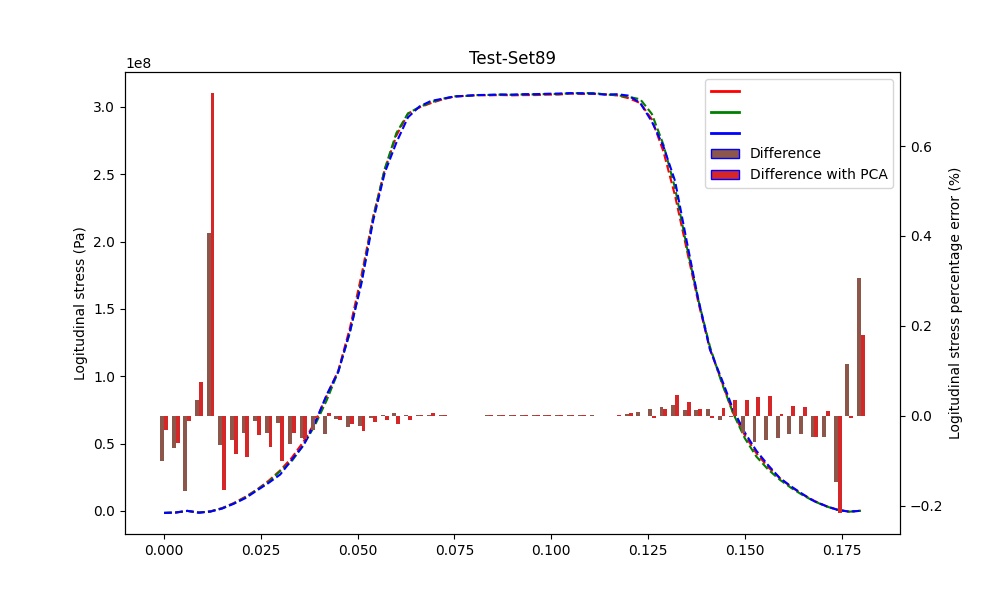 Test-Set89
1e8
Logitudinal stress (Pa)
3.0
2.5
2.0
1.5
1.0
0.5
0.0
Difference
Difference with PCA
0.6
0.4
0.2
0.0
−0.2
Logitudinal stress percentage error (%)
0.000 0.025 0.050 0.075 0.100 0.125 0.150 0.175